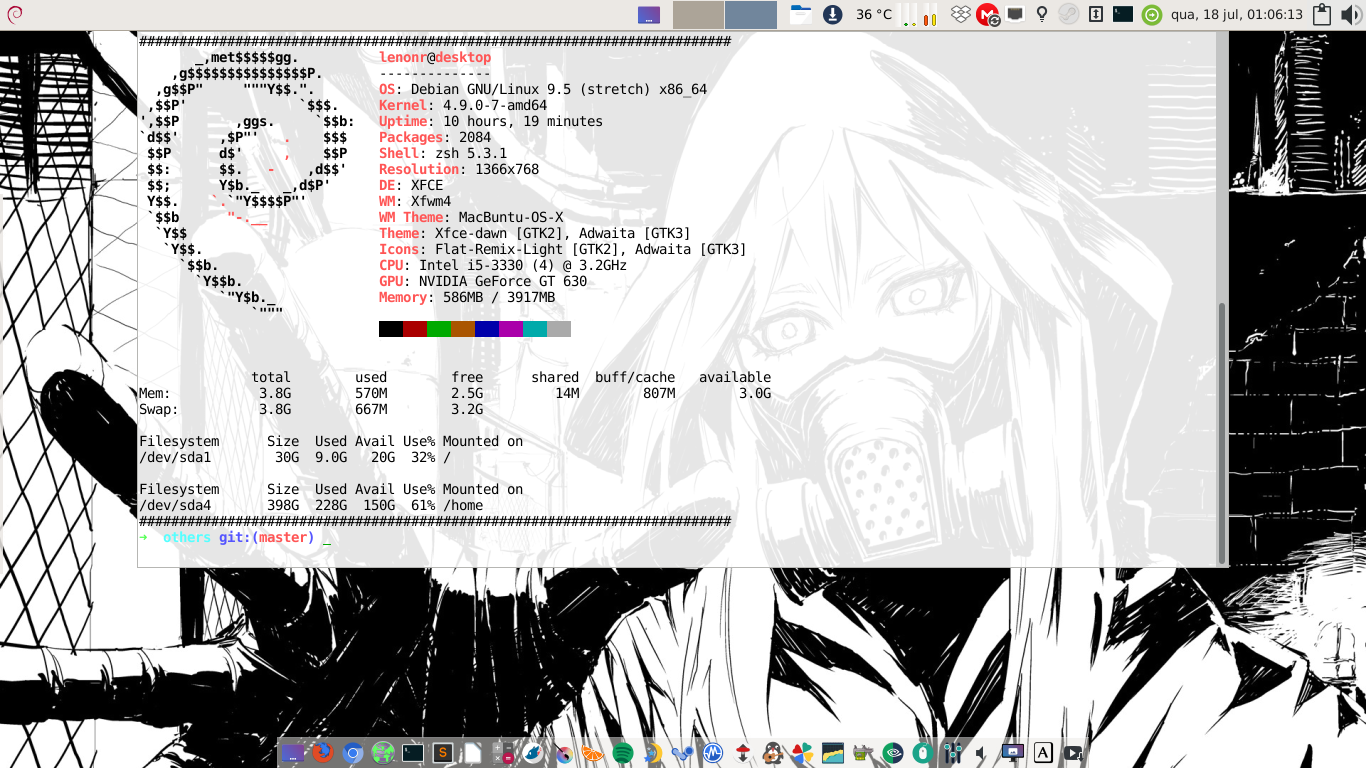 36 °C qua, 18 jul, 01:06:13
##########################################################################
_,met$$$$$gg. lenonr@desktop
,g$$$$$$$$$$$$$$$P. --------------
,g$$P" """Y$$.". OS: Debian GNU/Linux 9.5 (stretch) x86_64
,$$P' `$$$. Kernel: 4.9.0-7-amd64
',$$P ,ggs. `$$b: Uptime: 10 hours, 19 minutes
`d$$' ,$P"' . $$$ Packages: 2084
$$P d$' , $$P Shell: zsh 5.3.1
$$: $$. - ,d$$' Resolution: 1366x768
$$; Y$b._ _,d$P' DE: XFCE
Y$$. `.`"Y$$$$P"' WM: Xfwm4
`$$b "-.__ WM Theme: MacBuntu-OS-X
`Y$$ Theme: Xfce-dawn [GTK2], Adwaita [GTK3]
`Y$$. Icons: Flat-Remix-Light [GTK2], Adwaita [GTK3]
`$$b. CPU: Intel i5-3330 (4) @ 3.2GHz
`Y$$b. GPU: NVIDIA GeForce GT 630
`"Y$b._ Memory: 586MB / 3917MB
`"""
total used free shared buff/cache available
Mem: 3.8G 570M 2.5G 14M 807M 3.0G
Swap: 3.8G 667M 3.2G
Filesystem Size Used Avail Use% Mounted on
/dev/sda1 30G 9.0G 20G 32% /
Filesystem Size Used Avail Use% Mounted on
/dev/sda4 398G 228G 150G 61% /home
##########################################################################
➜ others git:(master) _